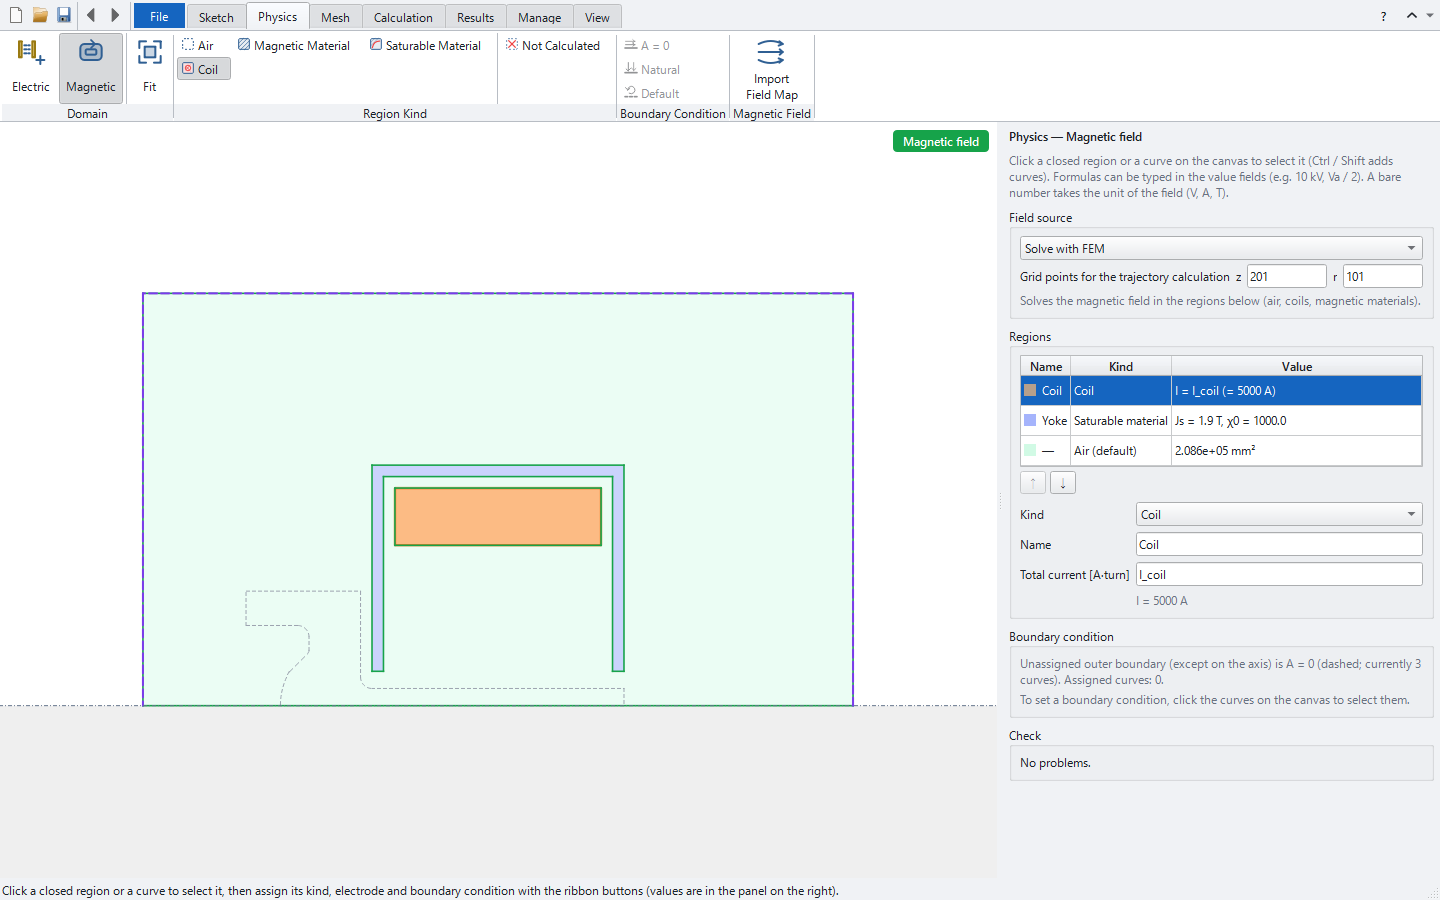 File
Sketch
Physics
Mesh
Calculation
Results
Manage
View
?
Electric
Magnetic
Domain
Fit
Air
Magnetic Material
Saturable Material
Coil
Not Calculated
Region Kind
A = 0
Natural
Default
Boundary Condition
Import
Field Map
Magnetic Field
Magnetic field
Physics — Magnetic field
Click a closed region or a curve on the canvas to select it (Ctrl / Shift adds
curves). Formulas can be typed in the value fields (e.g. 10 kV, Va / 2). A bare
number takes the unit of the field (V, A, T).
Field source
Solve with FEM
Grid points for the trajectory calculation z 201 r 101
Solves the magnetic field in the regions below (air, coils, magnetic materials).
Regions
Name Kind Value
Coil Coil I = I_coil (= 5000 A)
Yoke Saturable material Js = 1.9 T, χ0 = 1000.0
— Air (default) 2.086e+05 mm²
↑ ↓
Kind Coil
Name Coil
Total current [A·turn] I_coil
I = 5000 A
Boundary condition
Unassigned outer boundary (except on the axis) is A = 0 (dashed; currently 3
curves). Assigned curves: 0.
To set a boundary condition, click the curves on the canvas to select them.
Check
No problems.
Click a closed region or a curve to select it, then assign its kind, electrode and boundary condition with the ribbon buttons (values are in the panel on the right).